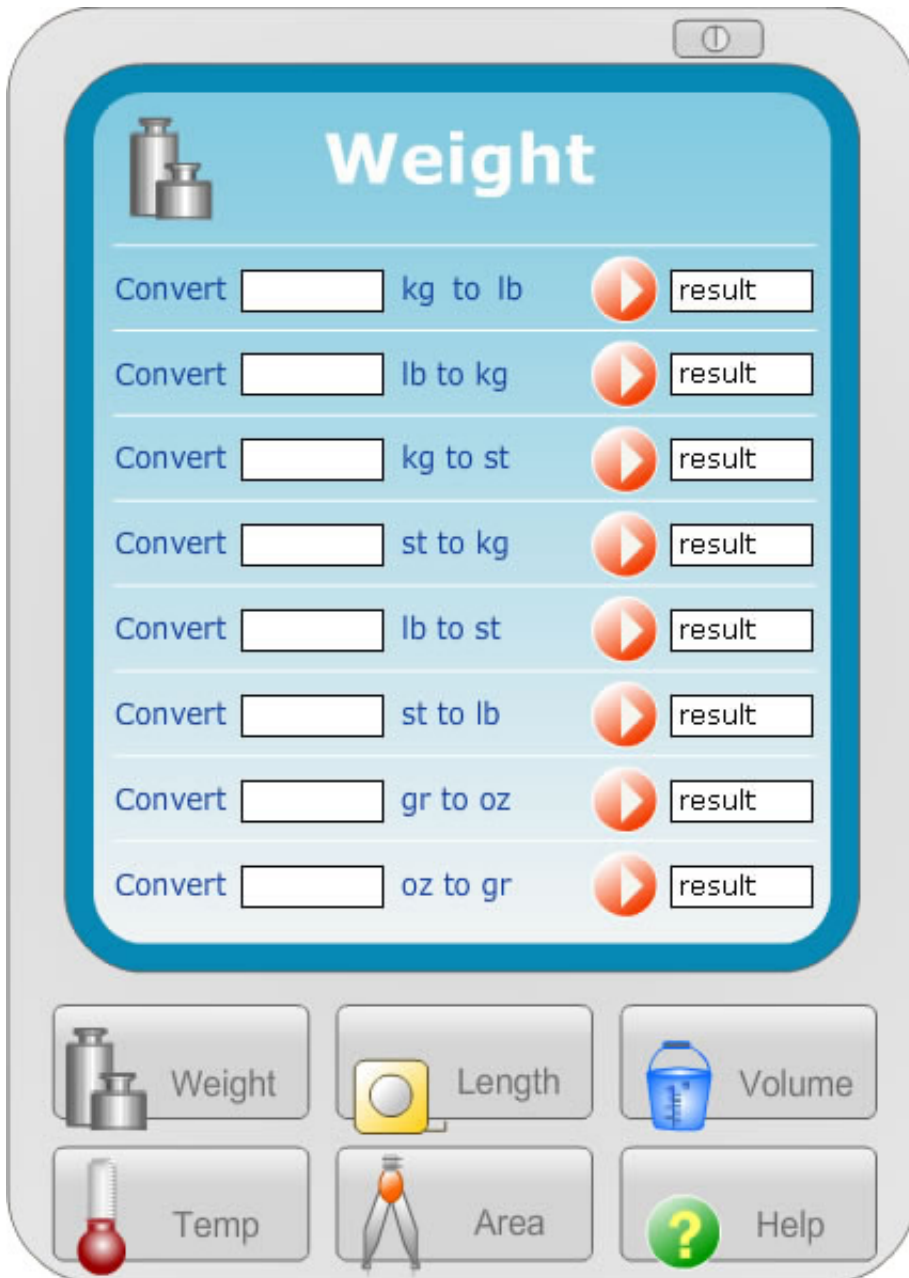 Weight
Convert kg to lb result
Convert lb to kg result
Convert kg to st result
Convert st to kg result
Convert lb to st result
Convert st to lb result
Convert gr to oz result
Convert oz to gr result
Weight Length Volume
Temp Area ? Help